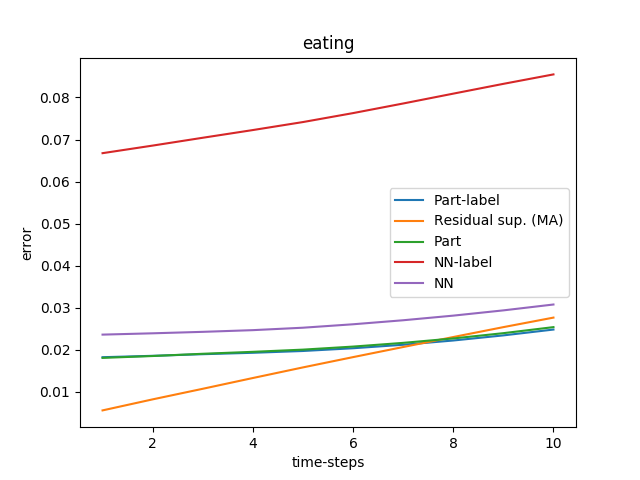 eating
0.08
0.07
0.06
0.05
0.04
0.03
0.02
0.01
error
Part-label
Residual sup. (MA)
Part
NN-label
NN
2 4 6 8 10
time-steps